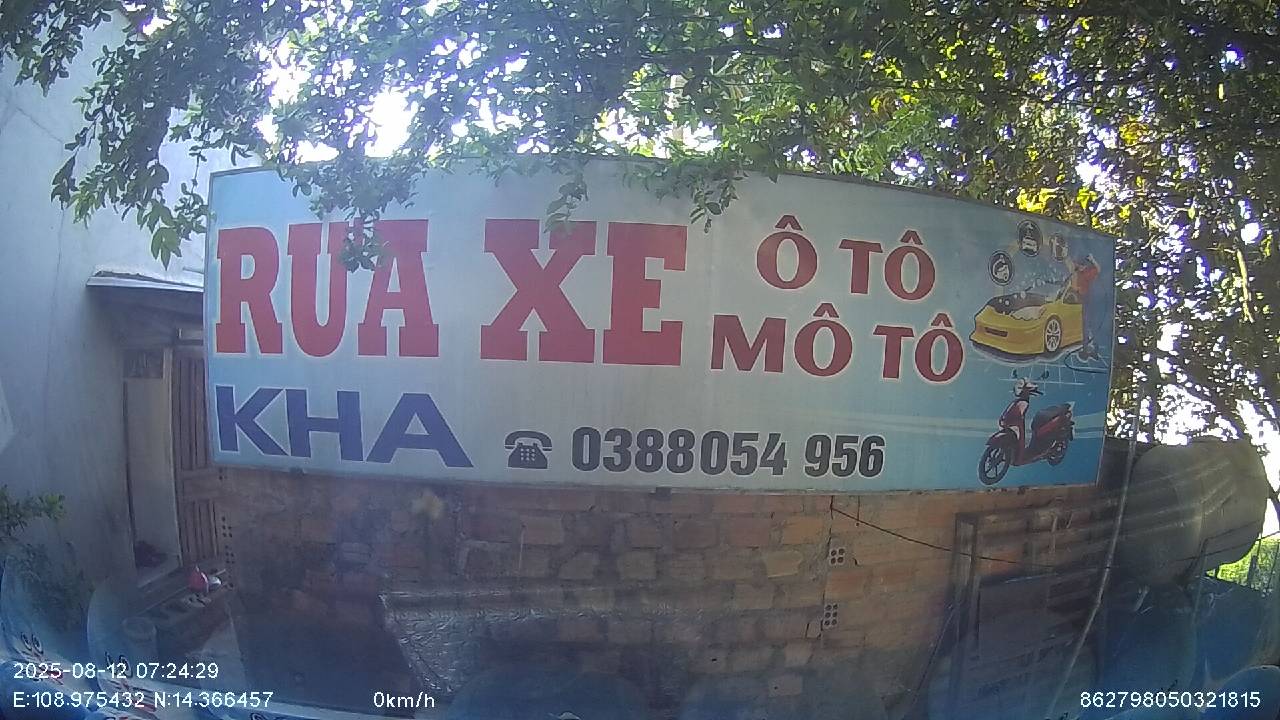 RỬA XE
Ô TÔ
MÔ TÔ
KHA
0388054 956
2025-08-12 07:24:29
E:108.975432 N:14.366457
0km/h
862798050321815